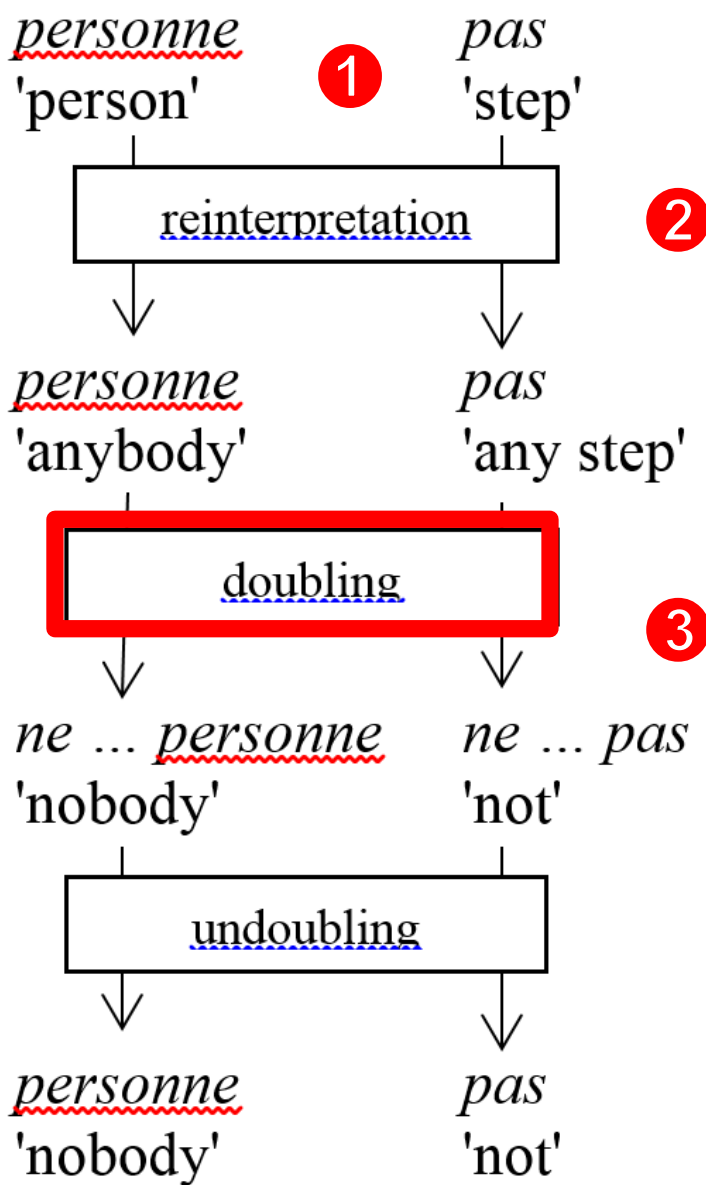 personne pas
'person' 1 'step'
reinterpretation 2
personne pas
'anybody' 'any step'
doubling
3
ne ... personne ne ... pas
'nobody' 'not'
undoubling
personne pas
'nobody' 'not'